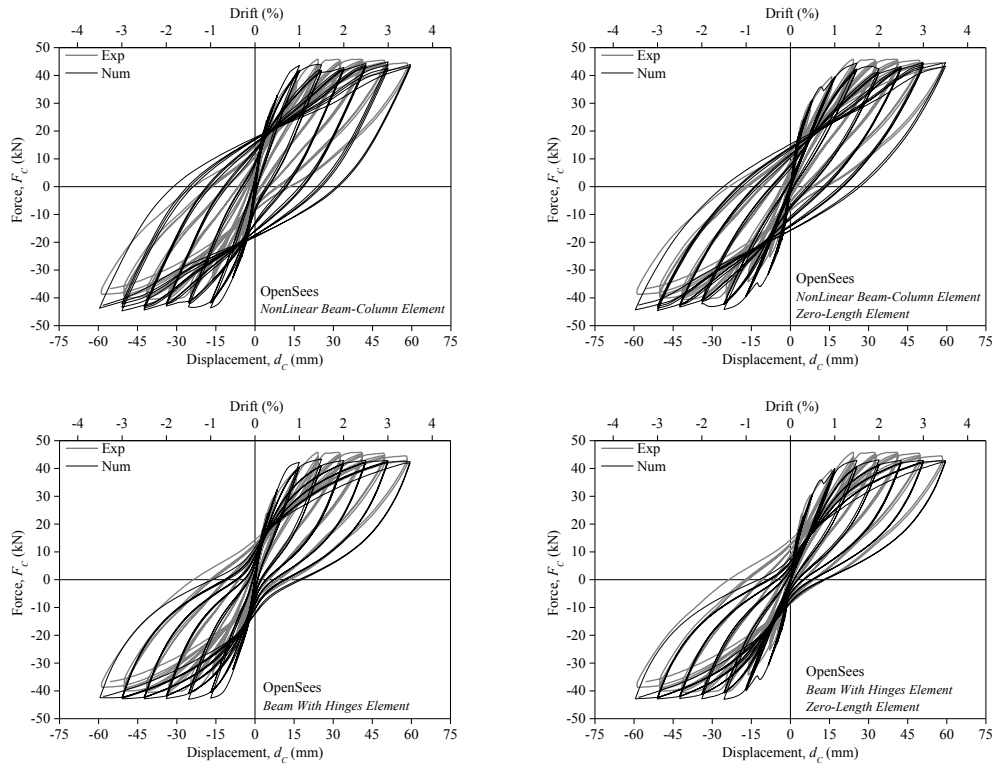 Drift (%)
-4 -3 -2 -1 0 1 2 3 4
50
40
30
20
10
0
-10
-20
-30
-40
-50
Force, F_C (kN)
Exp
Num
OpenSees
NonLinear Beam-Column Element
-75 -60 -45 -30 -15 0 15 30 45 60 75
Displacement, d_C (mm)
Drift (%)
-4 -3 -2 -1 0 1 2 3 4
50
40
30
20
10
0
-10
-20
-30
-40
-50
Force, F_C (kN)
Exp
Num
OpenSees
NonLinear Beam-Column Element
Zero-Length Element
-75 -60 -45 -30 -15 0 15 30 45 60 75
Displacement, d_C (mm)
Drift (%)
-4 -3 -2 -1 0 1 2 3 4
50
40
30
20
10
0
-10
-20
-30
-40
-50
Force, F_C (kN)
Exp
Num
OpenSees
Beam With Hinges Element
-75 -60 -45 -30 -15 0 15 30 45 60 75
Displacement, d_C (mm)
Drift (%)
-4 -3 -2 -1 0 1 2 3 4
50
40
30
20
10
0
-10
-20
-30
-40
-50
Force, F_C (kN)
Exp
Num
OpenSees
Beam With Hinges Element
Zero-Length Element
-75 -60 -45 -30 -15 0 15 30 45 60 75
Displacement, d_C (mm)